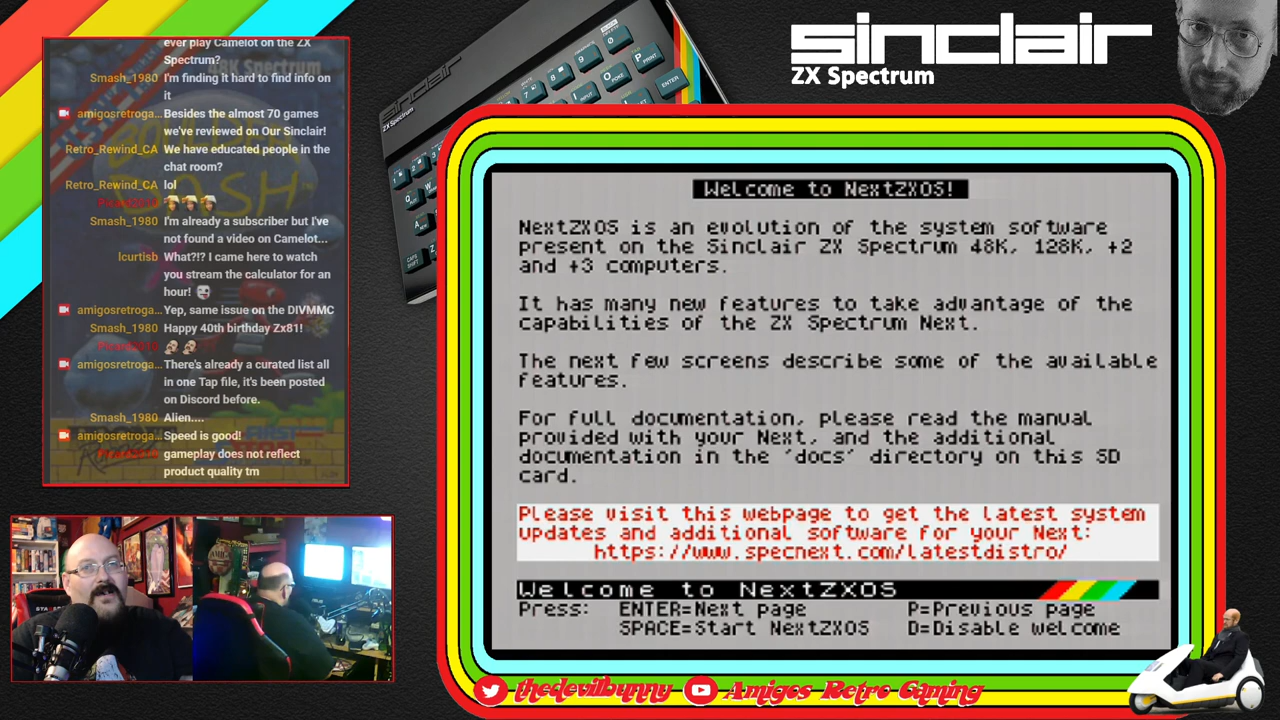 sinclair
ZX Spectrum
ever play Camelot on the ZX
Spectrum?
Smash_1980 I'm finding it hard to find info on
it
amigosretroga... Besides the almost 70 games
we've reviewed on Our Sinclair!
Retro_Rewind_CA We have educated people in the
chat room?
Retro_Rewind_CA lol
Smash_1980 I'm already a subscriber but I've
not found a video on Camelot...
lcurtisb What?!? I came here to watch
you stream the calculator for an
hour!
amigosretroga... Yep, same issue on the DIVMMC
Smash_1980 Happy 40th birthday Zx81!
amigosretroga... There's already a curated list all
in one Tap file, it's been posted
on Discord before.
Smash_1980 Alien....
amigosretroga... Speed is good!
gameplay does not reflect
product quality tm
Welcome to NextZXOS!
NextZXOS is an evolution of the system software
present on the Sinclair ZX Spectrum 48K, 128K, +2
and +3 computers.
It has many new features to take advantage of the
capabilities of the ZX Spectrum Next.
The next few screens describe some of the available
features.
For full documentation, please read the manual
provided with your Next, and the additional
documentation in the 'docs' directory on this SD
card.
Please visit this webpage to get the latest system
updates and additional software for your Next:
https://www.specnext.com/latestdistro/
Welcome to NextZXOS
Press: ENTER=Next page P=Previous page
SPACE=Start NextZXOS D=Disable welcome
thedevilbunny Amigos Retro Gaming